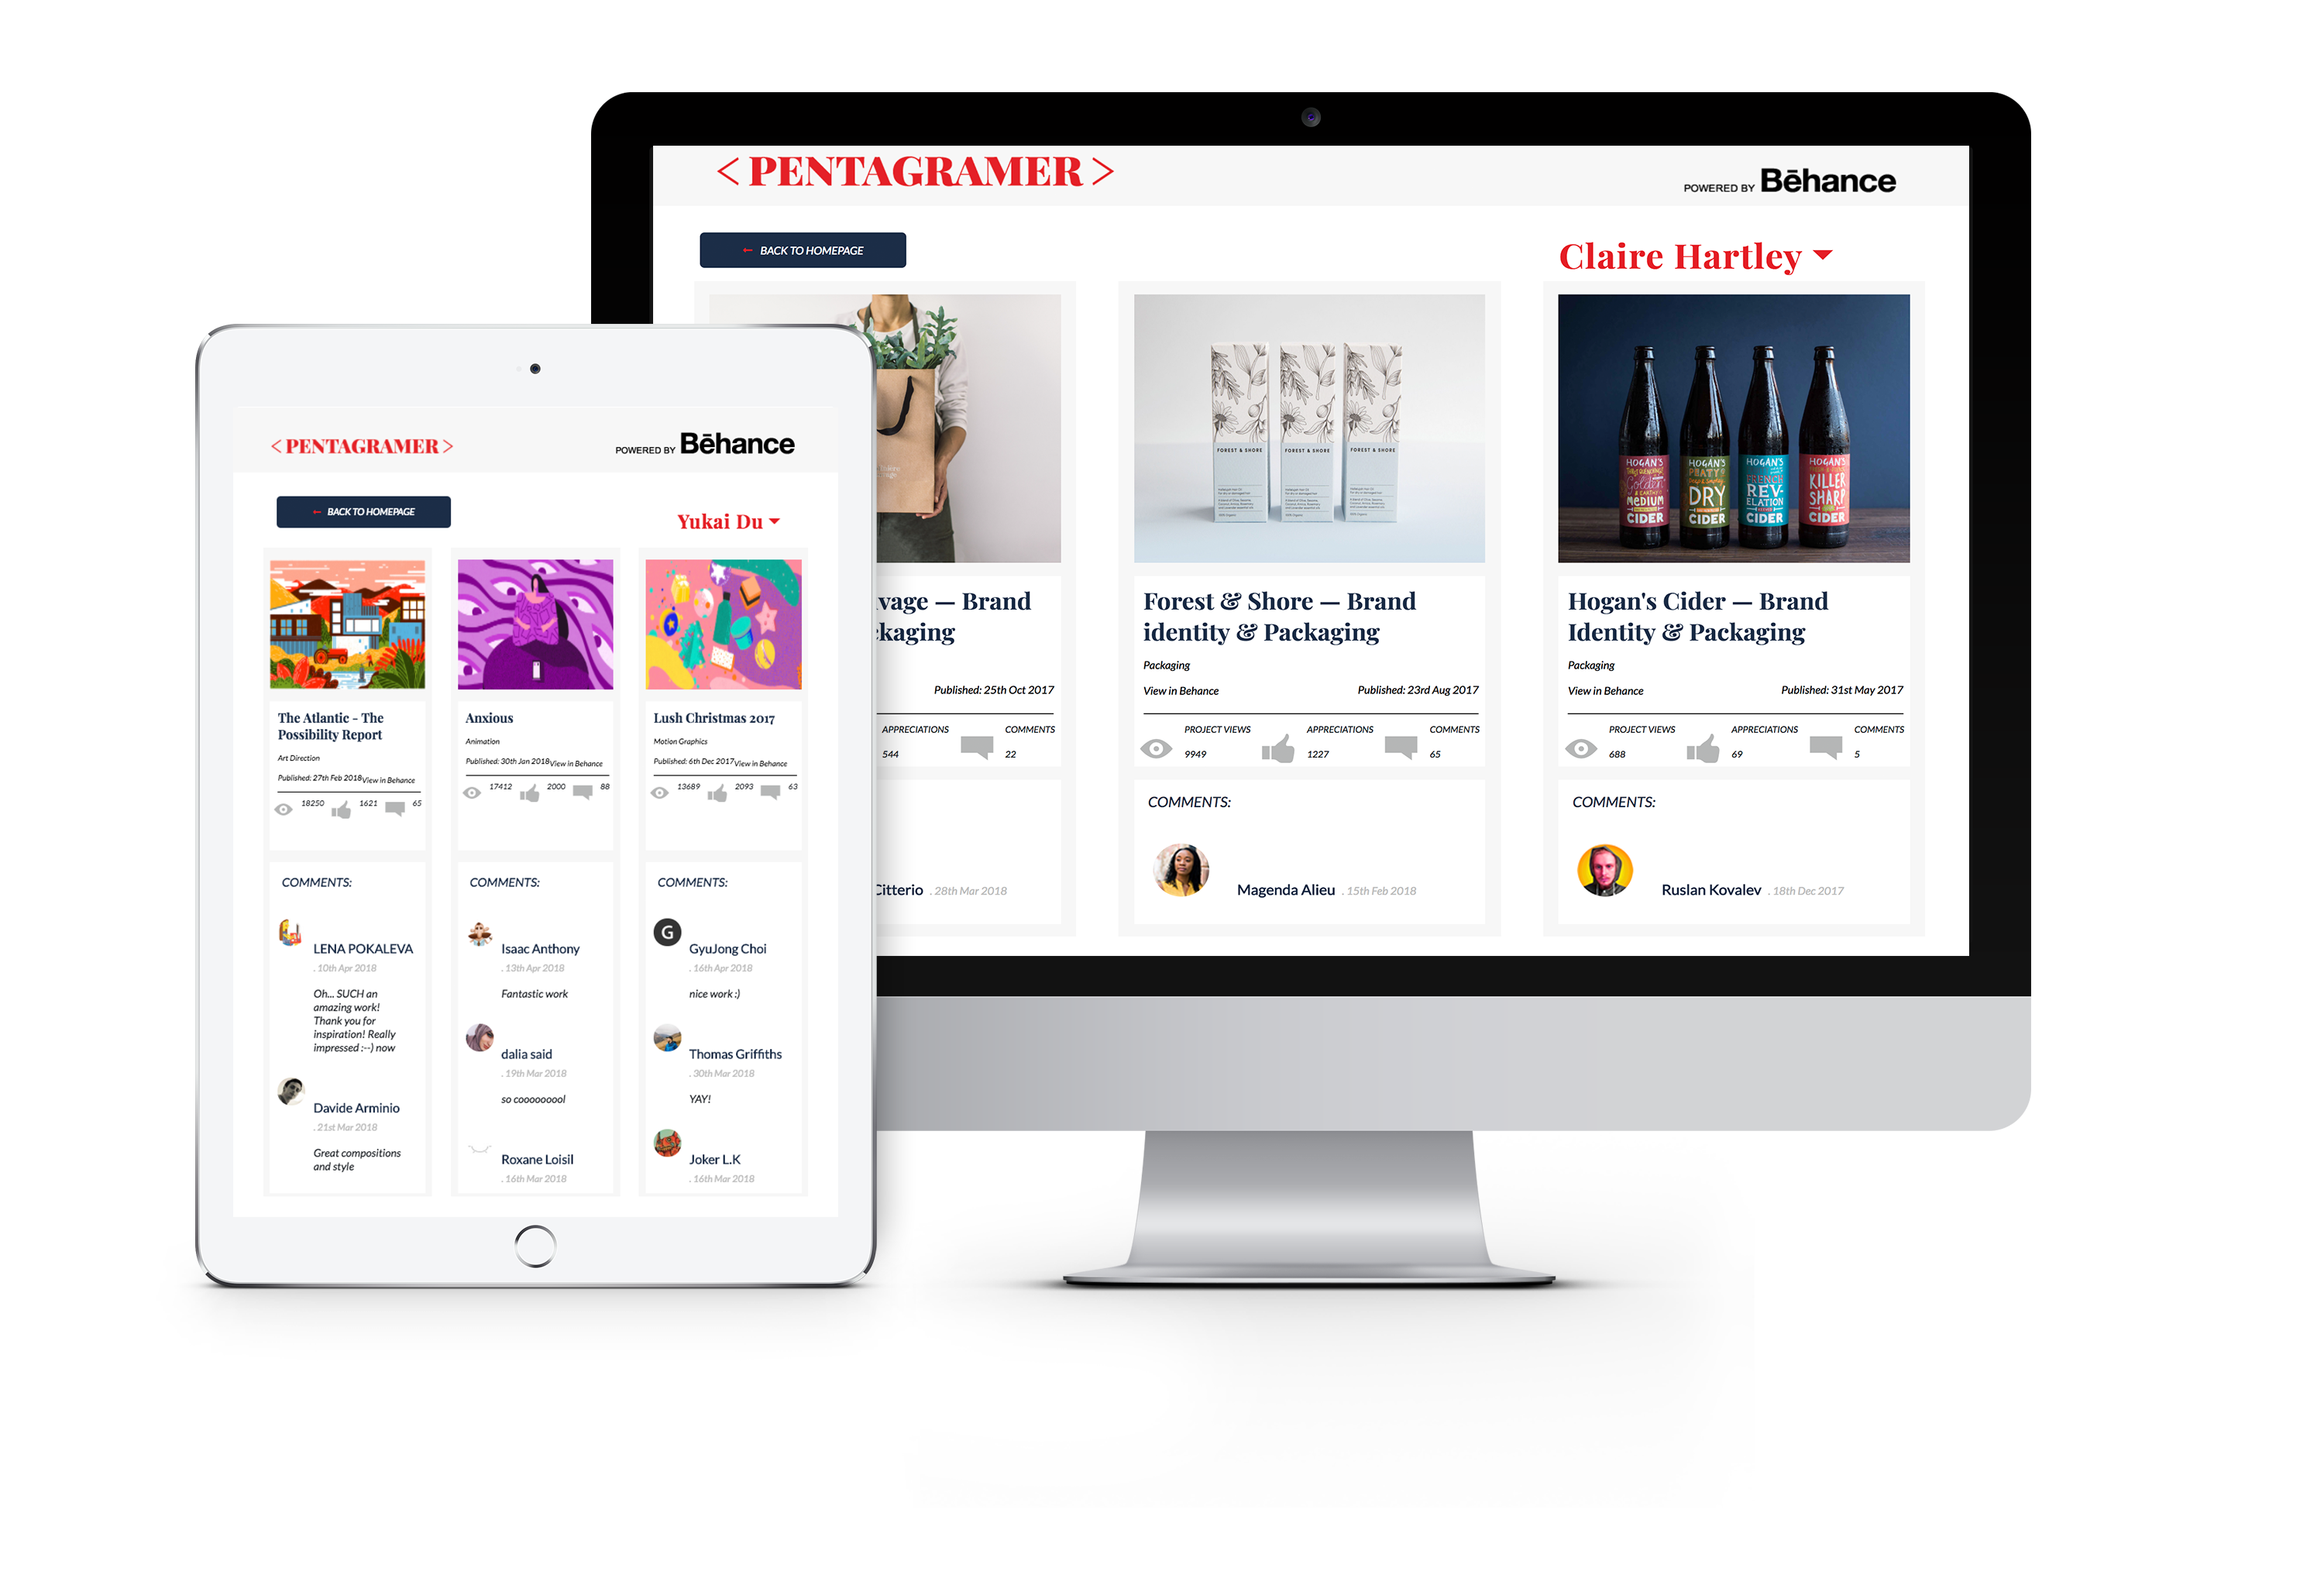 < PENTAGRAMER >
POWERED BY Bēhance
← BACK TO HOMEPAGE
Claire Hartley
vage — Brand
ckaging
Published: 25th Oct 2017
APPRECIATIONS
COMMENTS
544
22
Citterio . 28th Mar 2018
FOREST & SHORE
FOREST & SHORE
FOREST & SHORE
Forest & Shore — Brand
identity & Packaging
Packaging
View in Behance
Published: 23rd Aug 2017
PROJECT VIEWS
APPRECIATIONS
COMMENTS
9949
1227
65
COMMENTS:
Magenda Alieu . 15th Feb 2018
HOGAN'S
Golden
MEDIUM
CIDER
HOGAN'S
DRY
CIDER
HOGAN'S
FRENCH
REV-
ELATION
CIDER
HOGAN'S
KILLER
SHARP
CIDER
Hogan's Cider — Brand
Identity & Packaging
Packaging
View in Behance
Published: 31st May 2017
PROJECT VIEWS
APPRECIATIONS
COMMENTS
688
69
5
COMMENTS:
Ruslan Kovalev . 18th Dec 2017
< PENTAGRAMER >
POWERED BY Bēhance
← BACK TO HOMEPAGE
Yukai Du
The Atlantic - The
Possibility Report
Art Direction
Published: 27th Feb 2018 View in Behance
18250
1621
65
COMMENTS:
LENA POKALEVA
. 10th Apr 2018
Oh... SUCH an
amazing work!
Thank you for
inspiration! Really
impressed :--) now
Davide Arminio
. 21st Mar 2018
Great compositions
and style
Anxious
Animation
Published: 30th Jan 2018 View in Behance
17412
2000
88
COMMENTS:
Isaac Anthony
. 13th Apr 2018
Fantastic work
dalia said
. 19th Mar 2018
so cooooooool
Roxane Loisil
. 16th Mar 2018
Lush Christmas 2017
Motion Graphics
Published: 6th Dec 2017 View in Behance
13689
2093
63
COMMENTS:
G
GyuJong Choi
. 16th Apr 2018
nice work :)
Thomas Griffiths
. 30th Mar 2018
YAY!
Joker L.K
. 16th Mar 2018